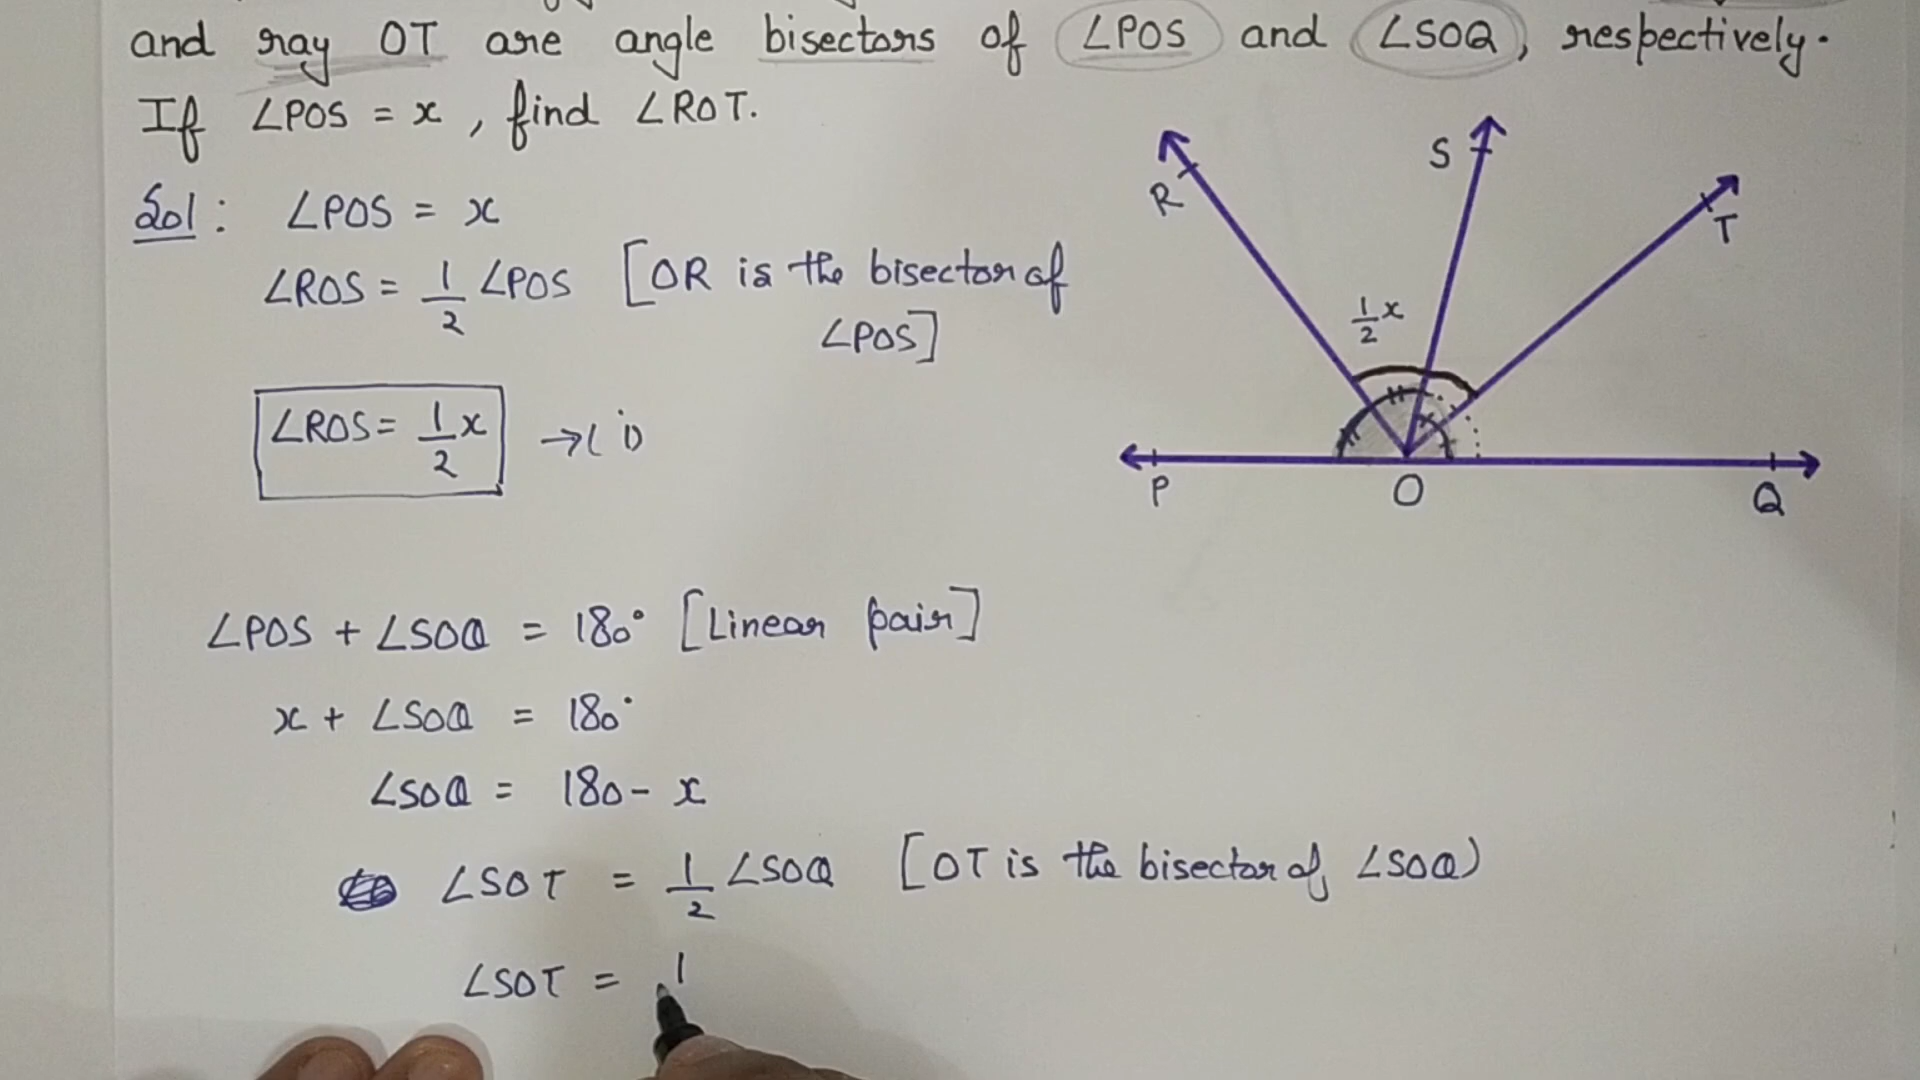 and ray OT are angle bisectors of ∠POS and ∠SOQ, respectively.
If ∠POS = x, find ∠ROT.
Sol: ∠POS = x
∠ROS = 1/2 ∠POS [OR is the bisector of
∠POS]
∠ROS = 1/2 x → (i)
∠POS + ∠SOQ = 180° [Linear pair]
x + ∠SOQ = 180°
∠SOQ = 180 - x
∠SOT = 1/2 ∠SOQ [OT is the bisector of ∠SOQ)
∠SOT = 1
R
S
T
1/2 x
P
O
Q